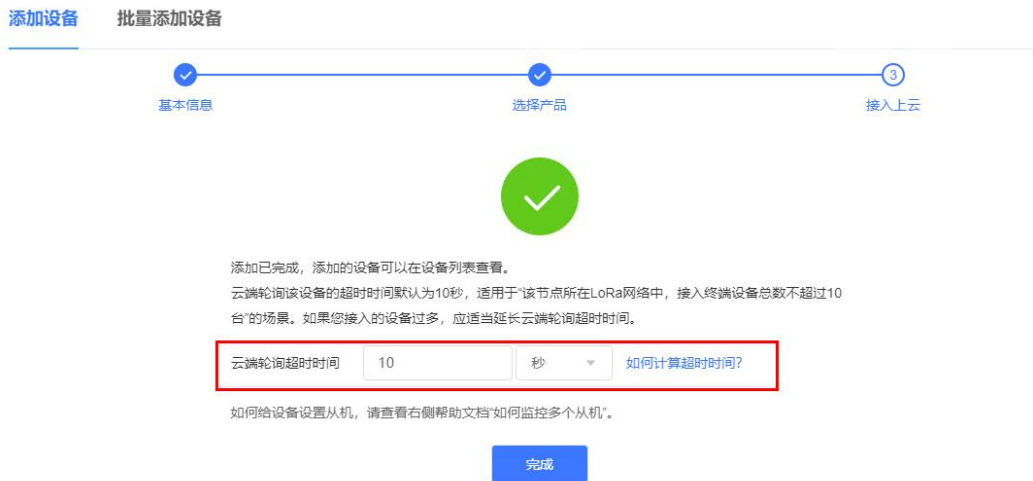 添加设备 批量添加设备
3
基本信息 选择产品 接入上云
添加已完成，添加的设备可以在设备列表查看。
云端轮询该设备的超时时间默认为10秒，适用于“该节点所在LoRa网络中，接入终端设备总数不超过10
台”的场景。如果您接入的设备过多，应适当延长云端轮询超时时间。
云端轮询超时时间 10 秒 如何计算超时时间？
如何给设备设置从机，请查看右侧帮助文档“如何监控多个从机”。
完成